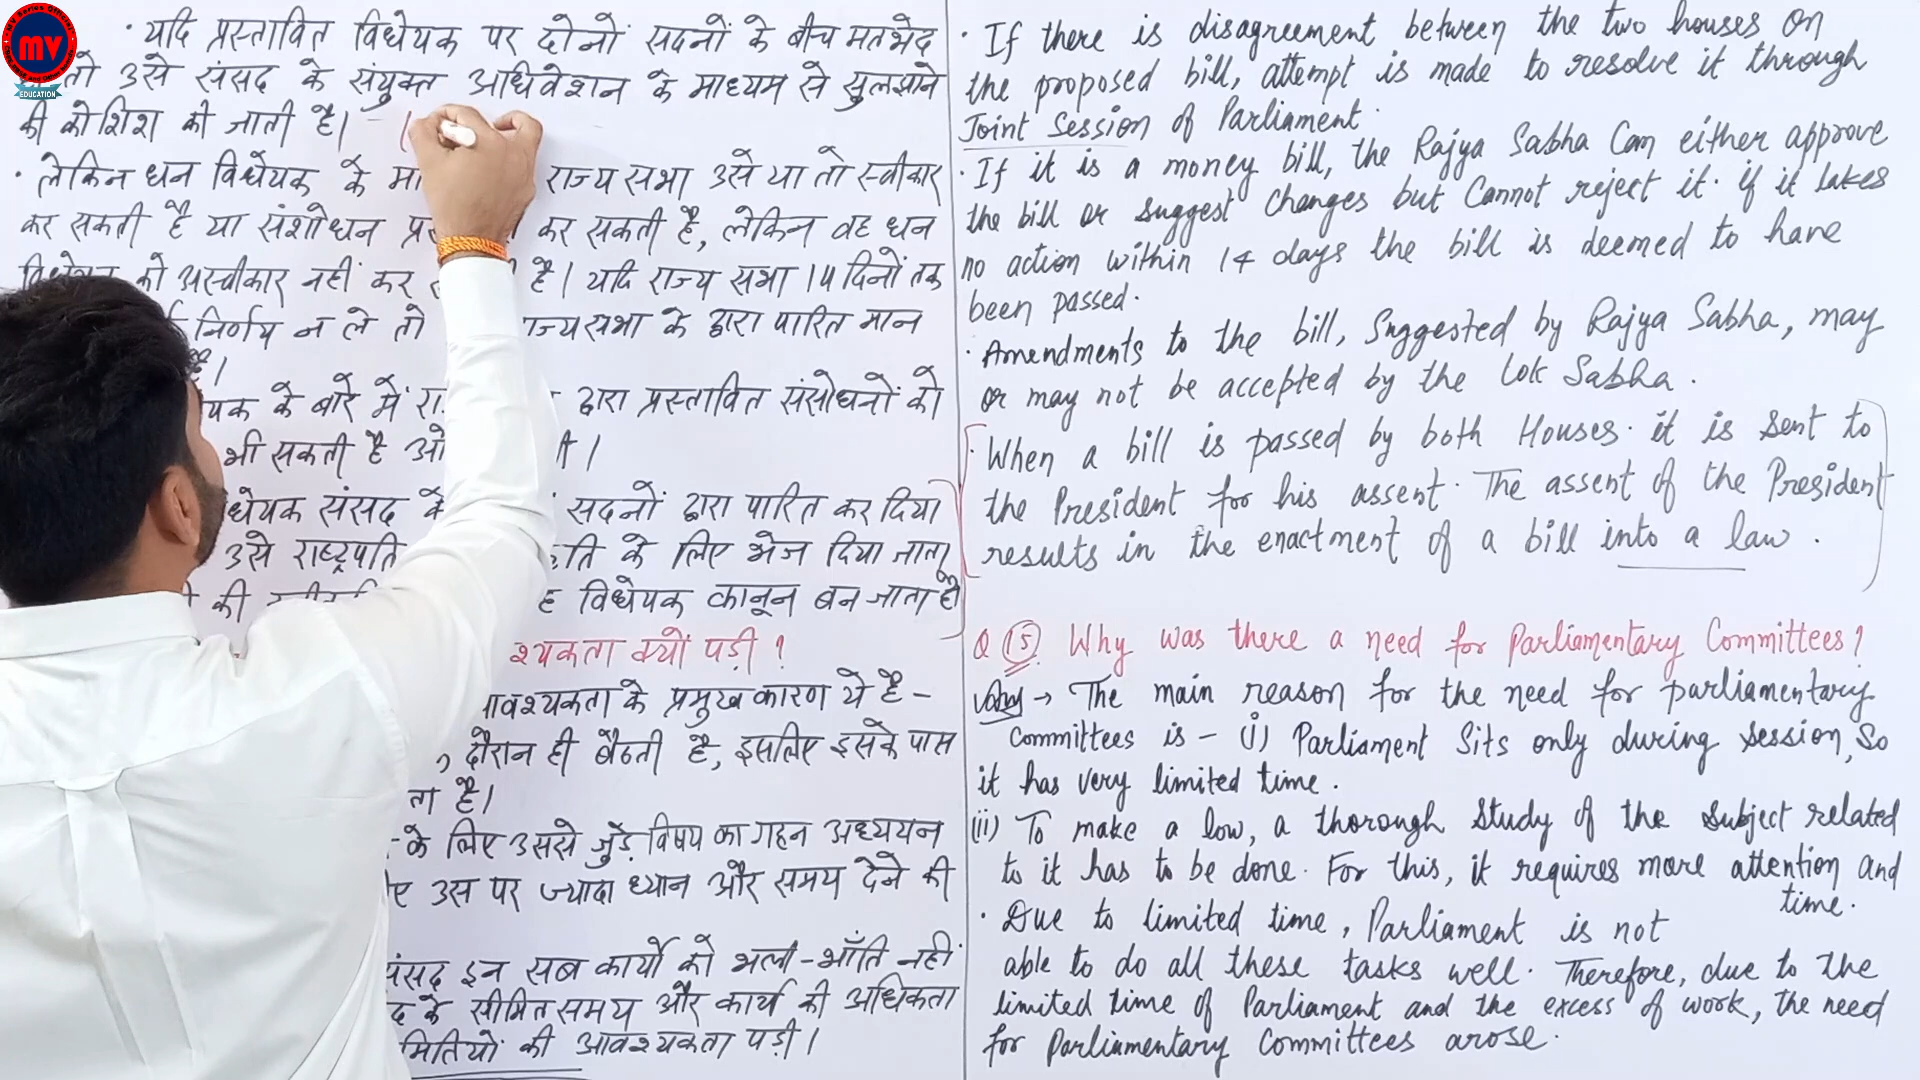 mv
EDUCATION
· यदि प्रस्तावित विधेयक पर दोनों सदनों के बीच मतभेद
तो उसे संसद के संयुक्त अधिवेशन के माध्यम से सुलझाने
की कोशिश की जाती है।
· लेकिन धन विधेयक के राज्य सभा उसे या तो स्वीकार
कर सकती है या संशोधन कर सकती है, लेकिन वह धन
विधेयक को अस्वीकार नहीं कर है। यदि राज्य सभा 14 दिनों तक
निर्णय न ले तो के द्वारा पारित मान
है।
के बारे में द्वारा प्रस्तावित संसोधनों को
भी सकती है
संसद के सदनों द्वारा पारित कर दिया
उसे राष्ट्रपति के लिए भेज दिया जाता
की विधेयक कानून बन जाता है
क्यों पड़ी ?
के प्रमुख कारण ये है -
दौरान ही बैठती है, इसलिए इसके पास
है।
के लिए उससे जुड़े विषय का गहन अध्ययन
उस पर ज्यादा ध्यान और समय देने की
संसद इन सब कार्यो को भली-भाँति नहीं
के सीमित समय और कार्य की अधिकता
की आवश्यकता पड़ी।
· If there is disagreement between the two houses on
the proposed bill, attempt is made to resolve it through
Joint Session of Parliament.
· If it is a money bill, the Rajya Sabha Can either approve
the bill or suggest changes but Cannot reject it. if it takes
no action within 14 days the bill is deemed to have
been passed.
· Amendments to the bill, Suggested by Rajya Sabha, may
or may not be accepted by the Lok Sabha.
· When a bill is passed by both Houses. it is sent to
the President for his assent. The assent of the President
results in the enactment of a bill into a law.
Q (15) Why was there a need for Parliamentary Committees?
Ans → The main reason for the need for parliamentary
Committees is - (i) Parliament Sits only during session, So
it has very limited time.
(ii) To make a low, a thorough Study of the Subject related
to it has to be done. For this, it requires more attention and
time.
· Due to limited time, Parliament is not
able to do all these tasks well. Therefore, due to the
limited time of Parliament and the excess of work, the need
for Parliamentary Committees arose.